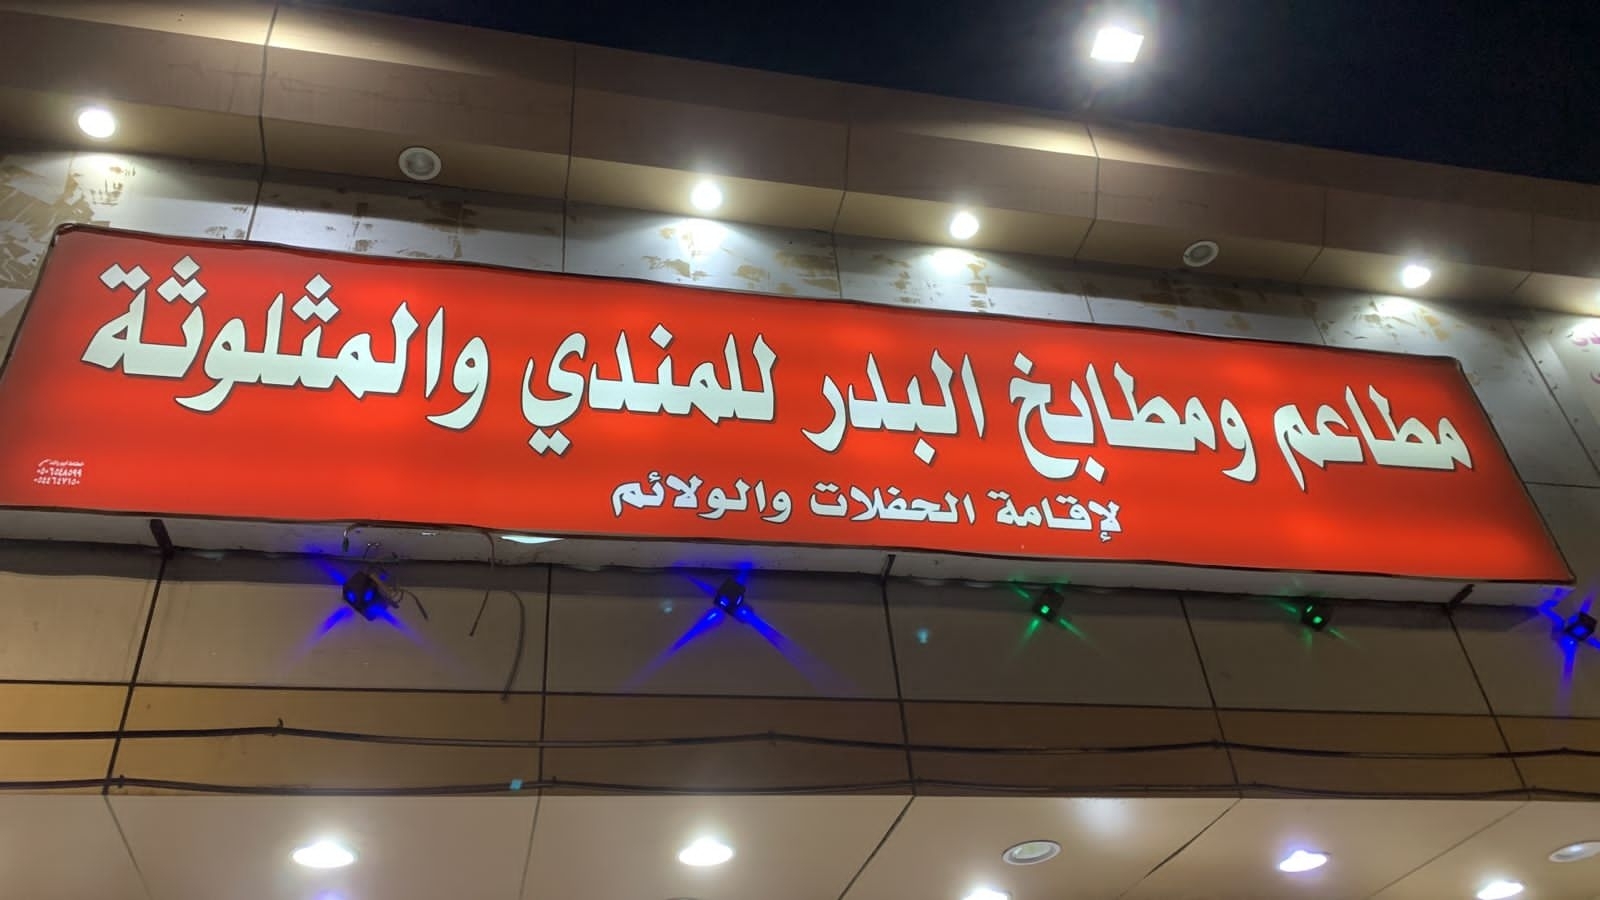 مطاعم ومطابخ البدر للمندي والمثلوثة
لإقامة الحفلات والولائم